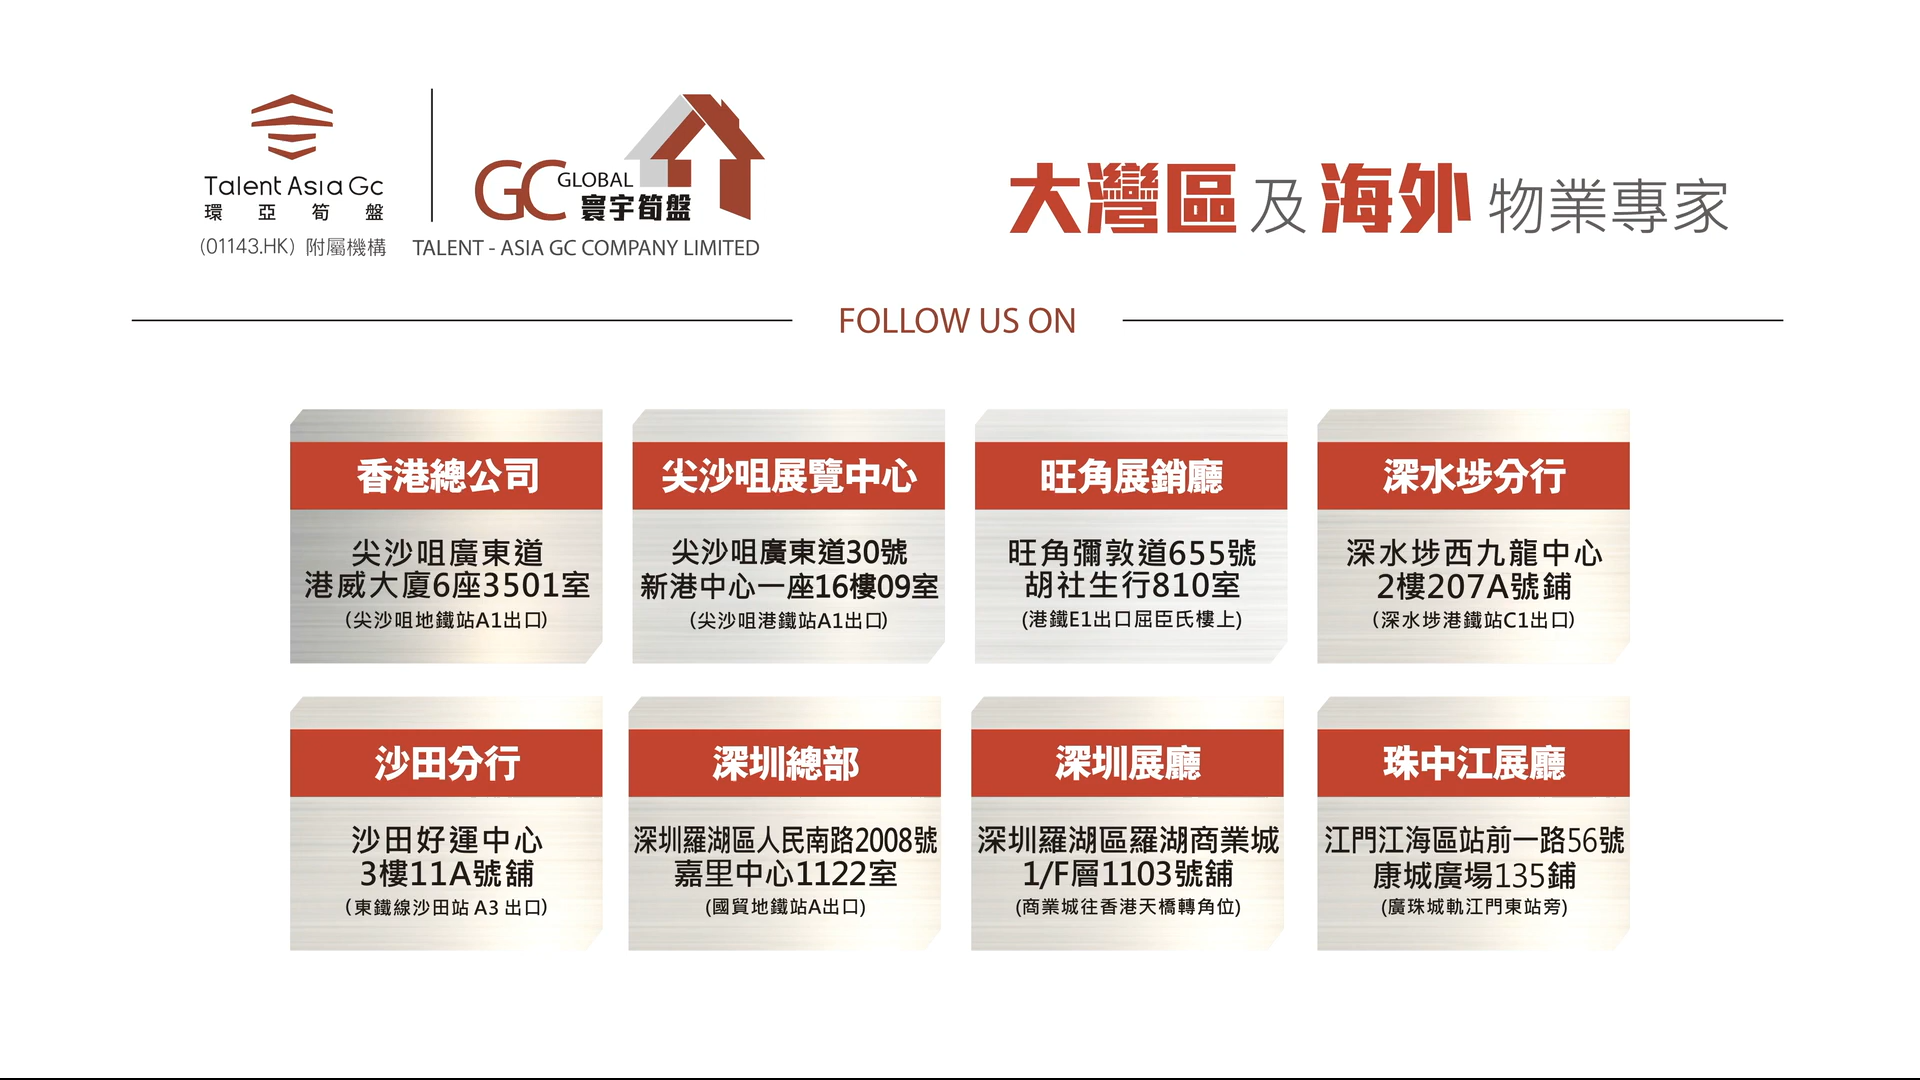 Talent Asia Gc
環亞筍盤
(01143.HK) 附屬機構
GC GLOBAL
寰宇筍盤
TALENT - ASIA GC COMPANY LIMITED
大灣區及海外物業專家
FOLLOW US ON
香港總公司
尖沙咀廣東道
港威大廈6座3501室
(尖沙咀地鐵站A1出口)
尖沙咀展覽中心
尖沙咀廣東道30號
新港中心一座16樓09室
(尖沙咀港鐵站A1出口)
旺角展銷廳
旺角彌敦道655號
胡社生行810室
(港鐵E1出口屈臣氏樓上)
深水埗分行
深水埗西九龍中心
2樓207A號鋪
(深水埗港鐵站C1出口)
沙田分行
沙田好運中心
3樓11A號舖
(東鐵線沙田站 A3 出口)
深圳總部
深圳羅湖區人民南路2008號
嘉里中心1122室
(國貿地鐵站A出口)
深圳展廳
深圳羅湖區羅湖商業城
1/F層1103號舖
(商業城往香港天橋轉角位)
珠中江展廳
江門江海區站前一路56號
康城廣場135鋪
(廣珠城軌江門東站旁)